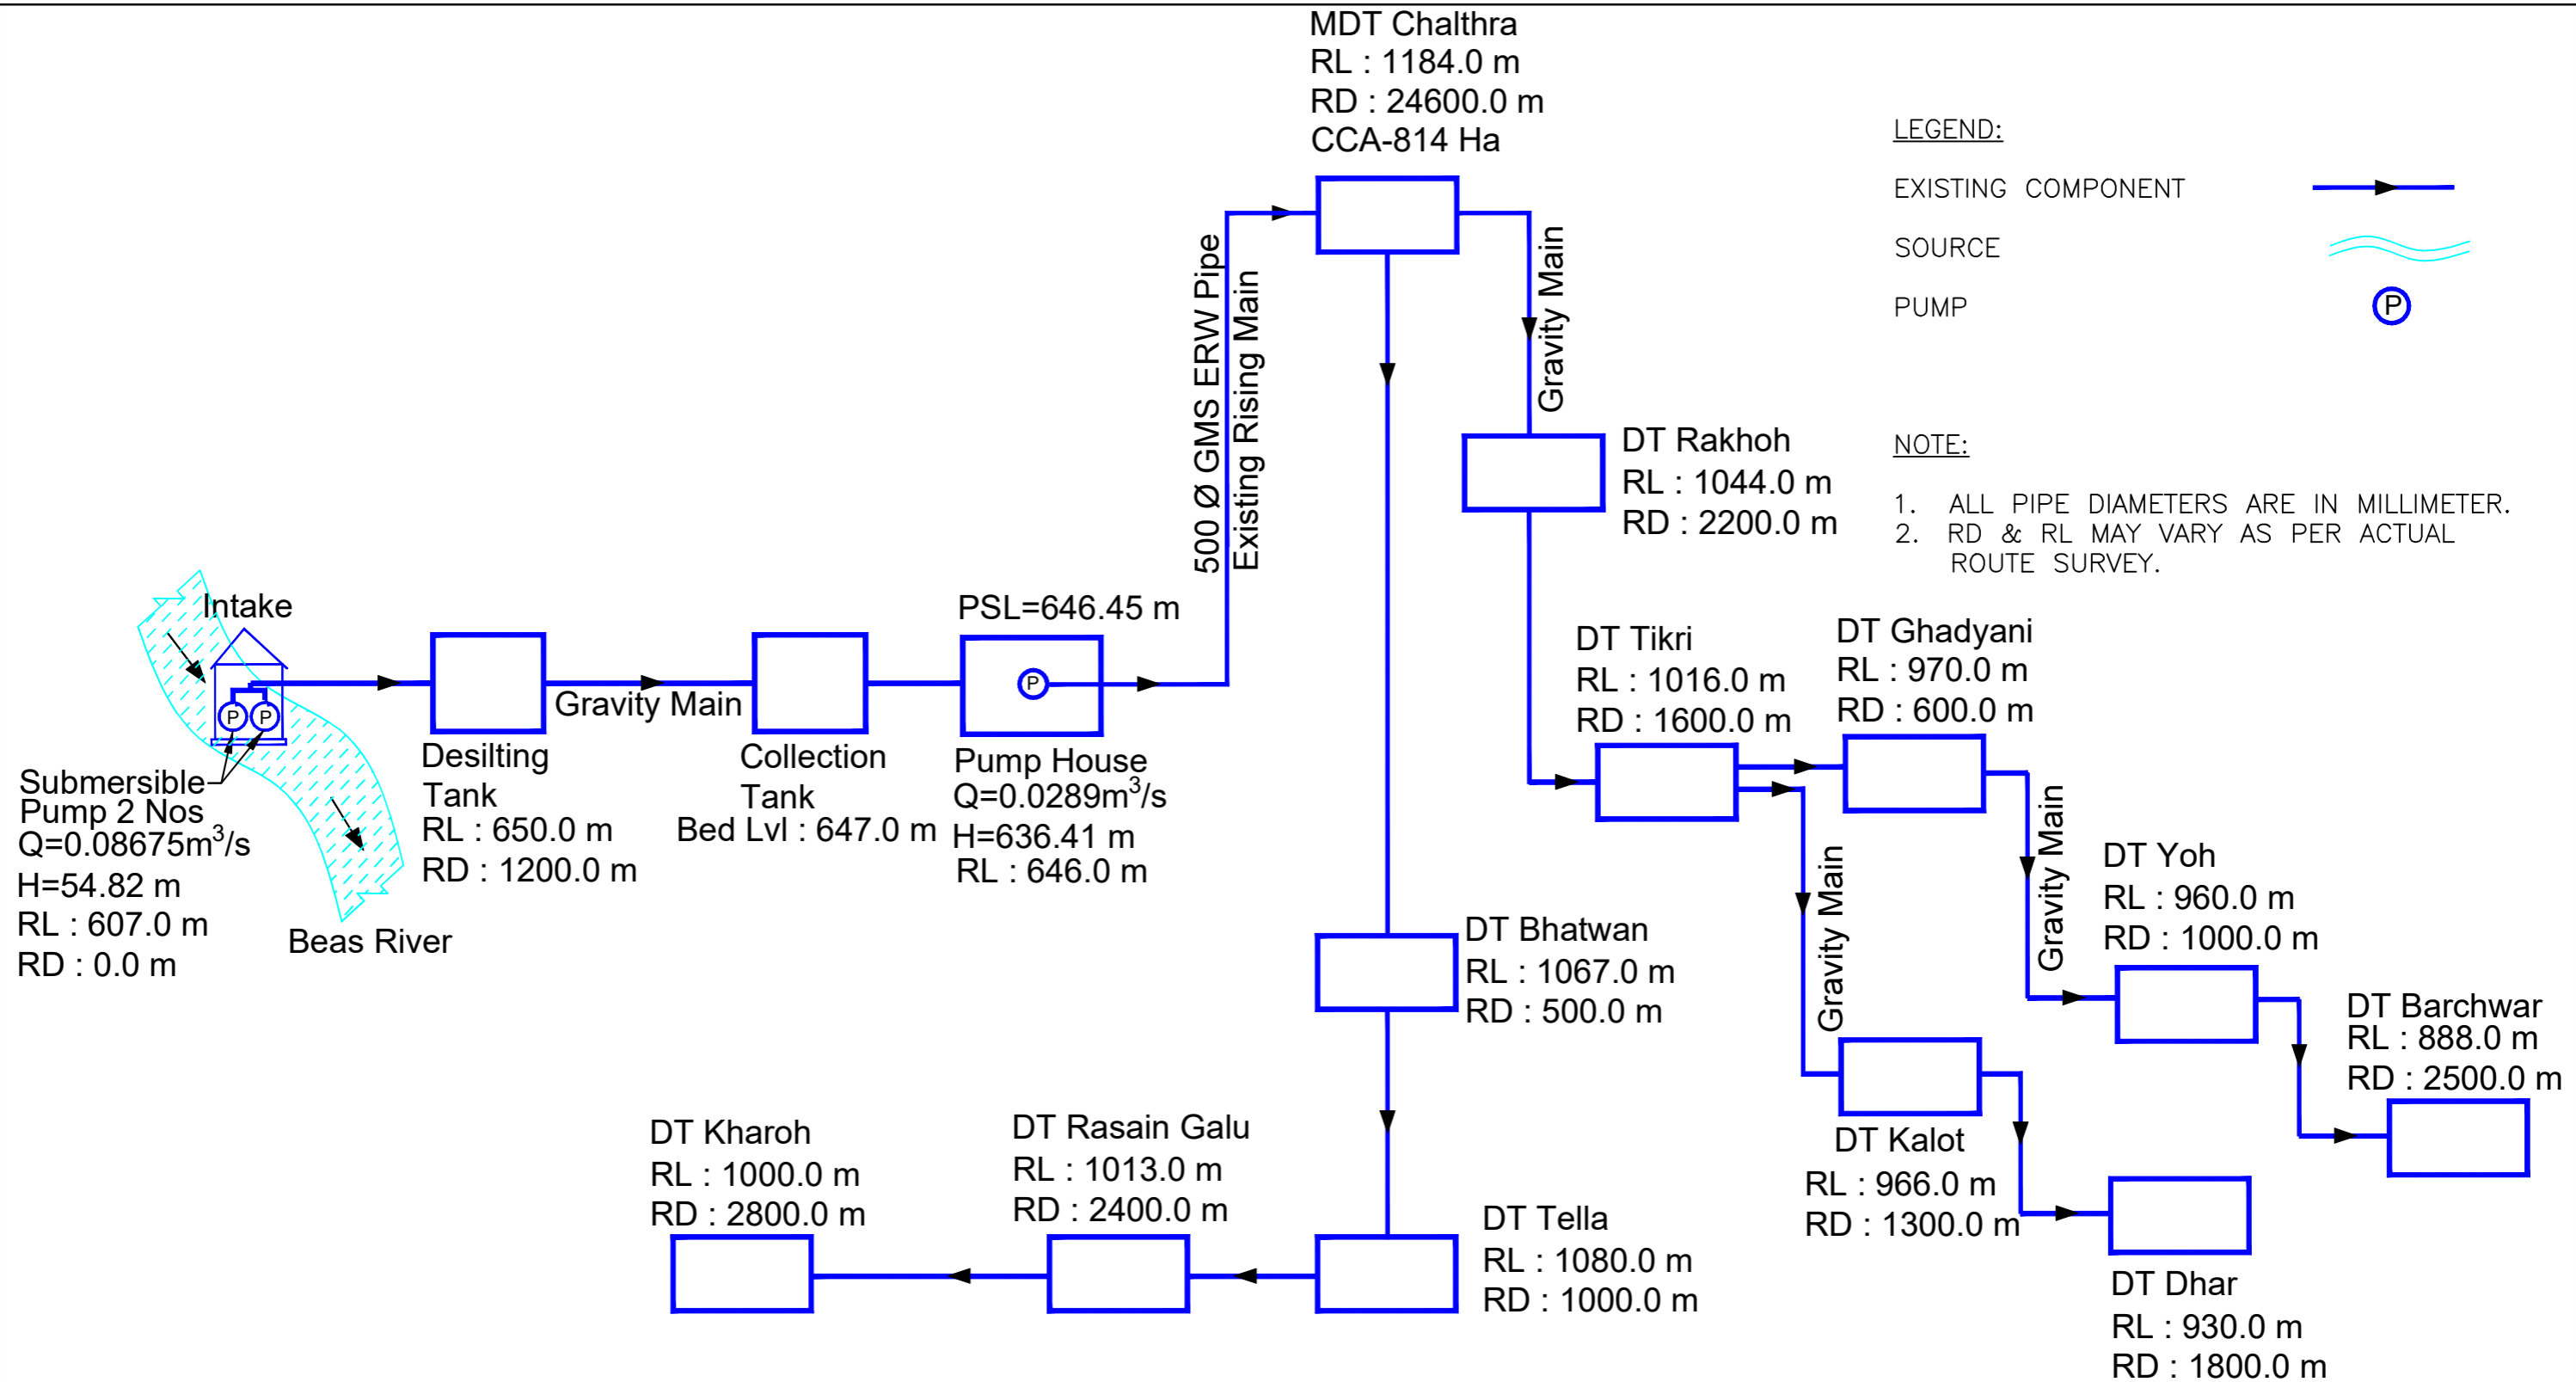 MDT Chalthra
RL : 1184.0 m
RD : 24600.0 m
CCA-814 Ha
LEGEND:
EXISTING COMPONENT
SOURCE
PUMP
P
NOTE:
1. ALL PIPE DIAMETERS ARE IN MILLIMETER.
2. RD & RL MAY VARY AS PER ACTUAL
ROUTE SURVEY.
500 Ø GMS ERW Pipe
Existing Rising Main
Gravity Main
DT Rakhoh
RL : 1044.0 m
RD : 2200.0 m
Intake
P
P
Submersible
Pump 2 Nos
Q=0.08675m³/s
H=54.82 m
RL : 607.0 m
RD : 0.0 m
Beas River
Desilting
Tank
RL : 650.0 m
RD : 1200.0 m
Gravity Main
Collection
Tank
Bed Lvl : 647.0 m
PSL=646.45 m
P
Pump House
Q=0.0289m³/s
H=636.41 m
RL : 646.0 m
DT Tikri
RL : 1016.0 m
RD : 1600.0 m
DT Ghadyani
RL : 970.0 m
RD : 600.0 m
Gravity Main
Gravity Main
DT Yoh
RL : 960.0 m
RD : 1000.0 m
DT Barchwar
RL : 888.0 m
RD : 2500.0 m
DT Bhatwan
RL : 1067.0 m
RD : 500.0 m
DT Kalot
RL : 966.0 m
RD : 1300.0 m
DT Dhar
RL : 930.0 m
RD : 1800.0 m
DT Kharoh
RL : 1000.0 m
RD : 2800.0 m
DT Rasain Galu
RL : 1013.0 m
RD : 2400.0 m
DT Tella
RL : 1080.0 m
RD : 1000.0 m